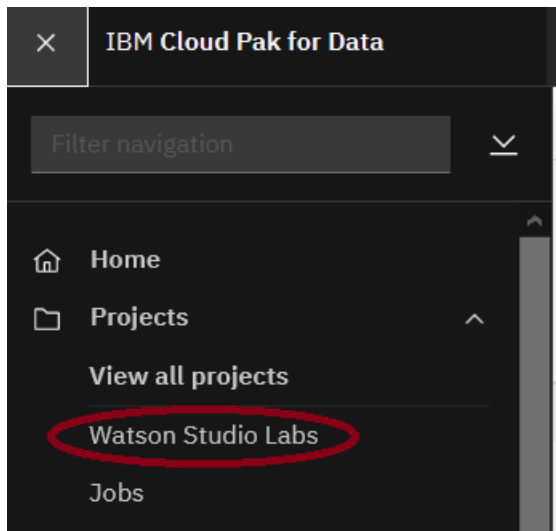 IBM Cloud Pak for Data
Filter navigation
Home
Projects
View all projects
Watson Studio Labs
Jobs